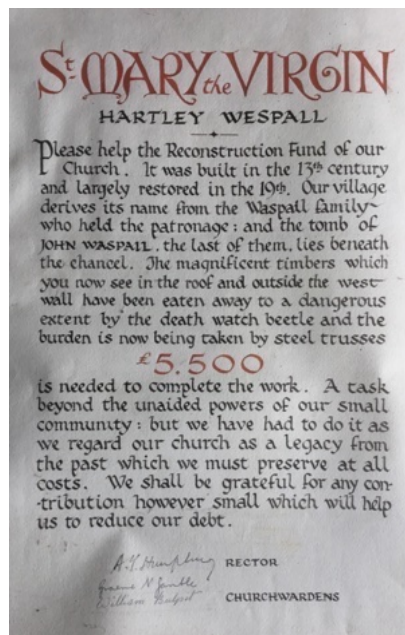 St. MARY the VIRGIN
HARTLEY WESPALL
Please help the Reconstruction Fund of our
Church. It was built in the 13th century
and largely restored in the 19th. Our village
derives its name from the Waspall family
who held the patronage: and the tomb of
JOHN WASPAIL, the last of them, lies beneath
the chancel. The magnificent timbers which
you now see in the roof and outside the west
wall have been eaten away to a dangerous
extent by the death watch beetle and the
burden is now being taken by steel trusses
£5.500
is needed to complete the work. A task
beyond the unaided powers of our small
community: but we have had to do it as
we regard our church as a legacy from
the past which we must preserve at all
costs. We shall be grateful for any con-
-tribution however small which will help
us to reduce our debt.
RECTOR
William
CHURCHWARDENS